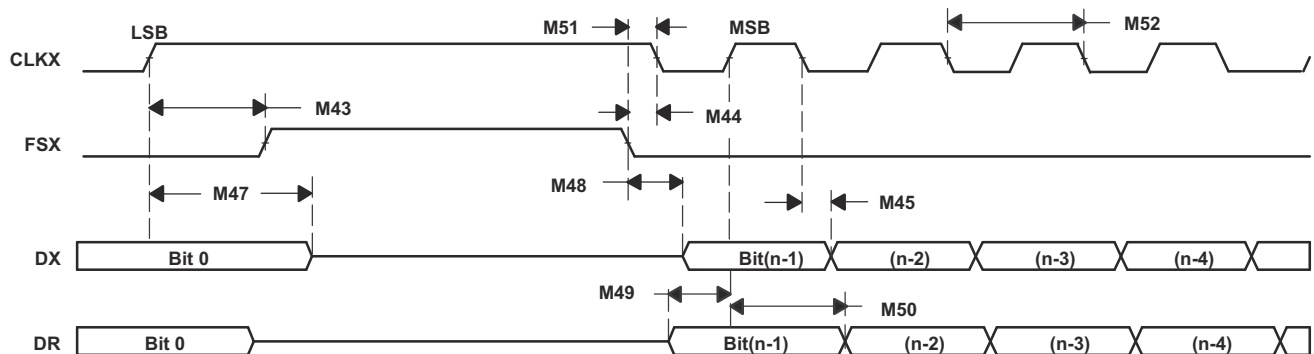 LSB
M51
MSB
M52
CLKX
M43
M44
FSX
M47
M48
M45
DX
Bit 0
Bit(n-1)
(n-2)
(n-3)
(n-4)
M49
M50
DR
Bit 0
Bit(n-1)
(n-2)
(n-3)
(n-4)